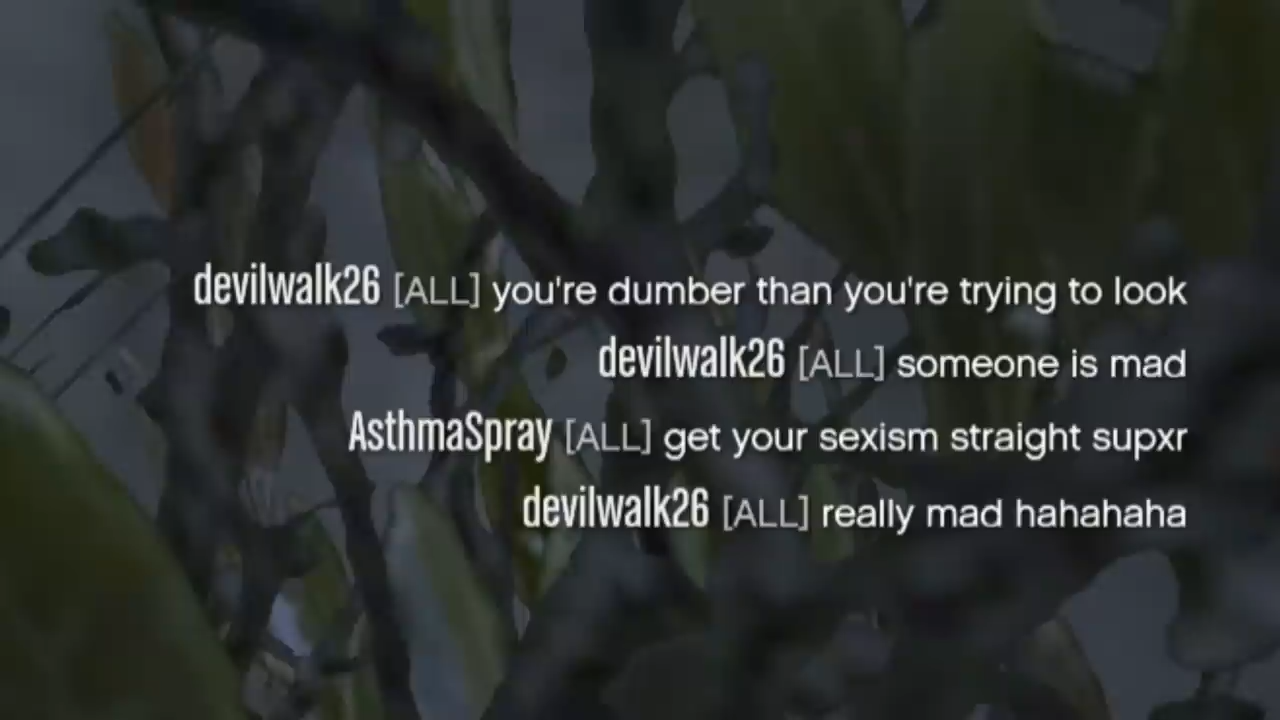 devilwalk26 [ALL] you're dumber than you're trying to look
devilwalk26 [ALL] someone is mad
AsthmaSpray [ALL] get your sexism straight supxr
devilwalk26 [ALL] really mad hahahaha